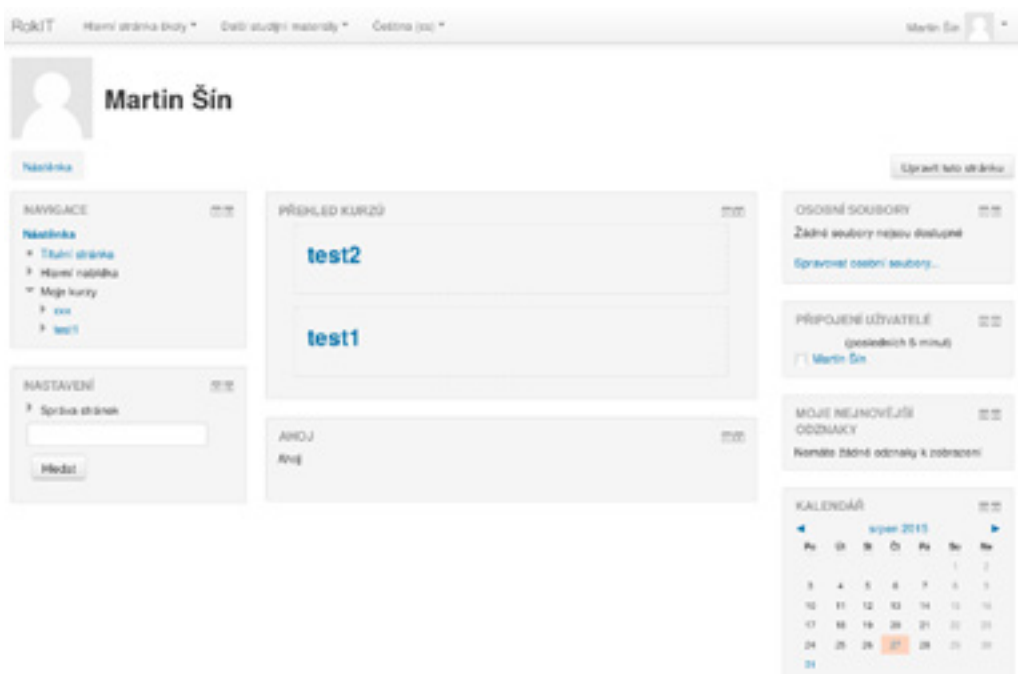 RokIT Hlavní stránka školy Další studijní materiály Čeština (cs) Martin Šín
Martin Šín
Nástěnka Upravit tuto stránku
NAVIGACE
Nástěnka
Titulní stránka
Hlavní nabídka
Moje kurzy
xxx
test1
NASTAVENÍ
Správa stránek
Hledat
PŘEHLED KURZŮ
test2
test1
AHOJ
Ahoj
OSOBNÍ SOUBORY
Žádné soubory nejsou dostupné
Spravovat osobní soubory...
PŘIPOJENÍ UŽIVATELÉ
(posledních 5 minut)
Martin Šín
MOJE NEJNOVĚJŠÍ
ODZNAKY
Nemáte žádné odznaky k zobrazení
KALENDÁŘ
◄ srpen 2015 ►
Po Út St Čt Pá So Ne
1 2
3 4 5 6 7 8 9
10 11 12 13 14 15 16
17 18 19 20 21 22 23
24 25 26 27 28 29 30
31